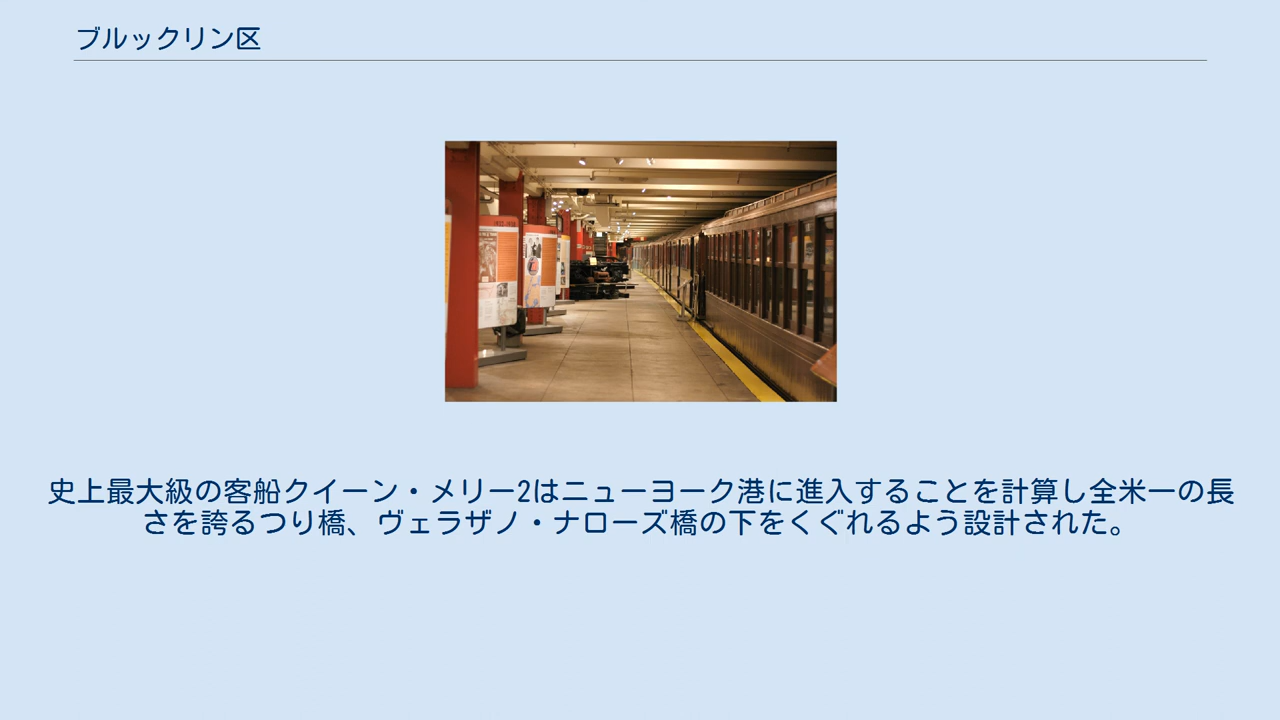 ブルックリン区
史上最大級の客船クイーン・メリー2はニューヨーク港に進入することを計算し全米一の長
さを誇るつり橋、ヴェラザノ・ナローズ橋の下をくぐれるよう設計された。